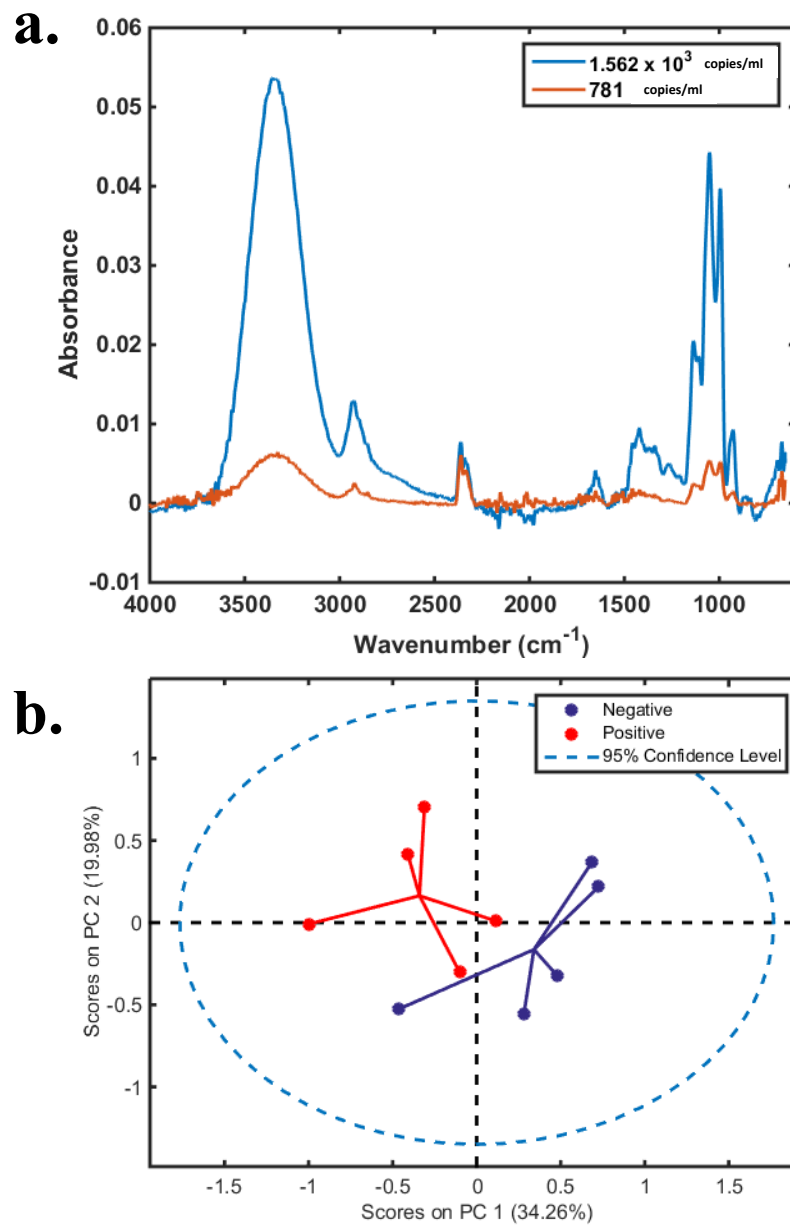 a.
0.06
0.05
0.04
0.03
0.02
0.01
0
-0.01
Absorbance
1.562 x 10³ copies/ml
781 copies/ml
4000 3500 3000 2500 2000 1500 1000
Wavenumber (cm⁻¹)
b.
Negative
Positive
95% Confidence Level
1
0.5
0
-0.5
-1
Scores on PC 2 (19.98%)
-1.5 -1 -0.5 0 0.5 1 1.5
Scores on PC 1 (34.26%)